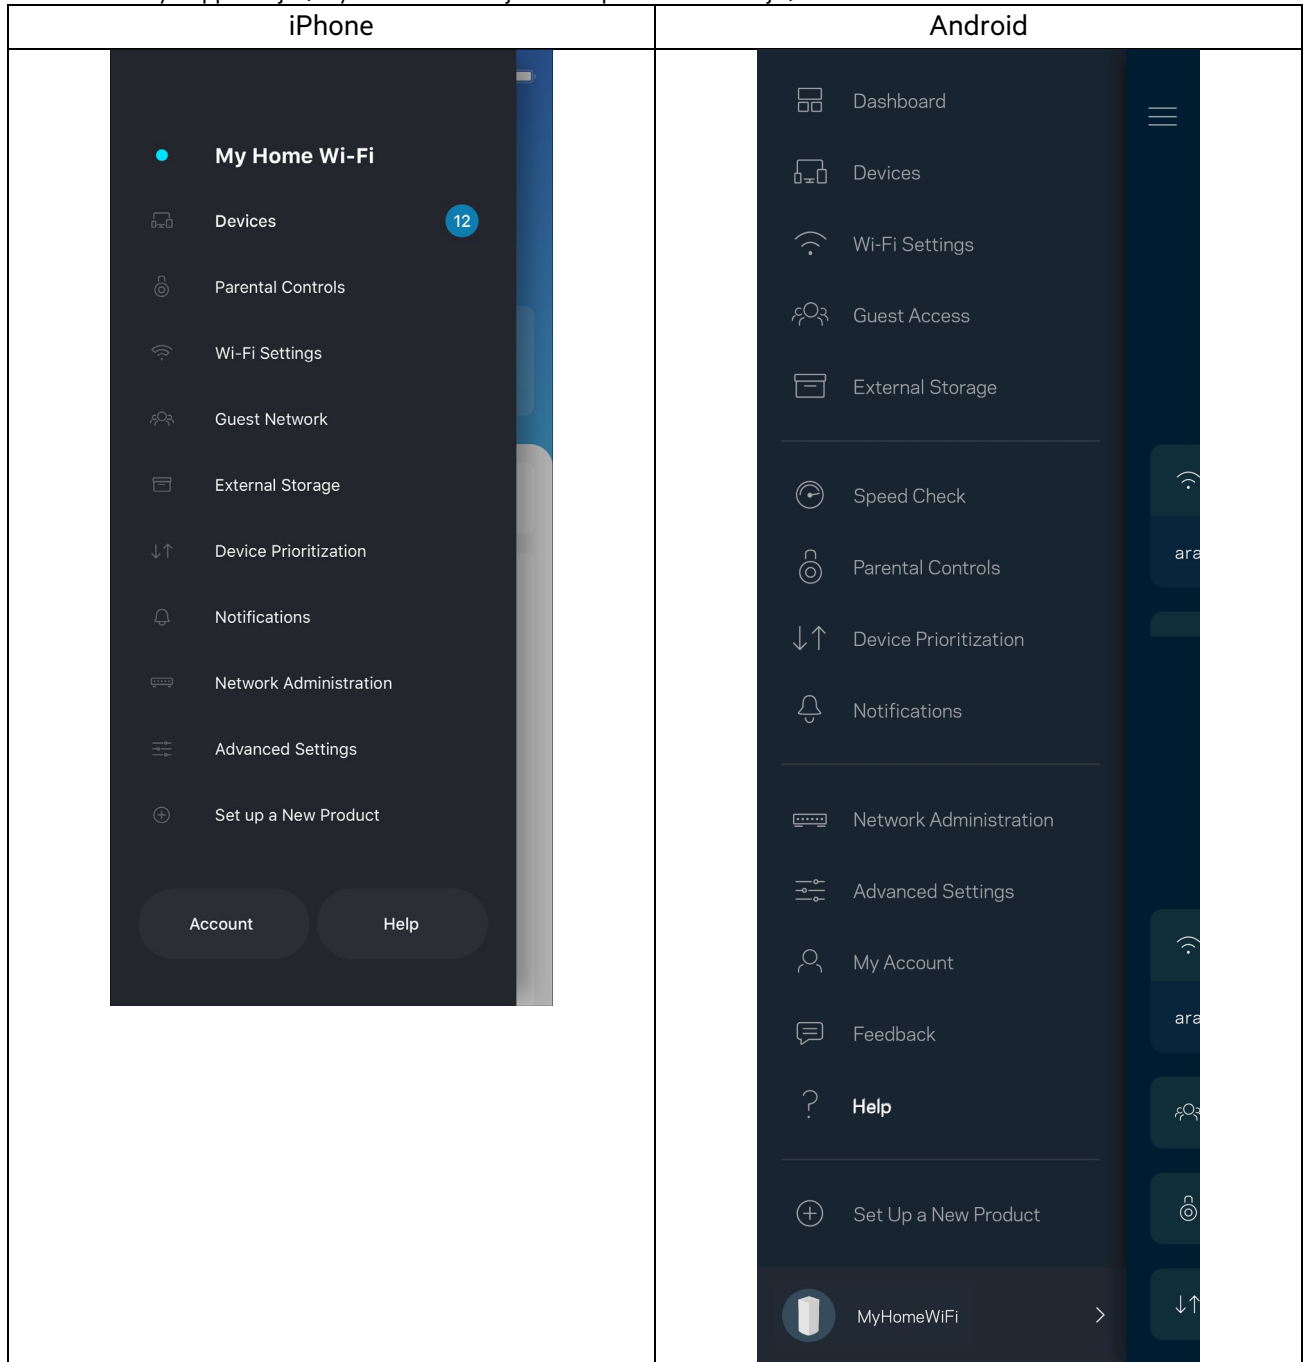 iPhone
Android
My Home Wi-Fi
Devices
12
Parental Controls
Wi-Fi Settings
Guest Network
External Storage
Device Prioritization
Notifications
Network Administration
Advanced Settings
Set up a New Product
Account
Help
Dashboard
Devices
Wi-Fi Settings
Guest Access
External Storage
Speed Check
Parental Controls
Device Prioritization
Notifications
Network Administration
Advanced Settings
My Account
Feedback
Help
Set Up a New Product
MyHomeWiFi
ara
ara